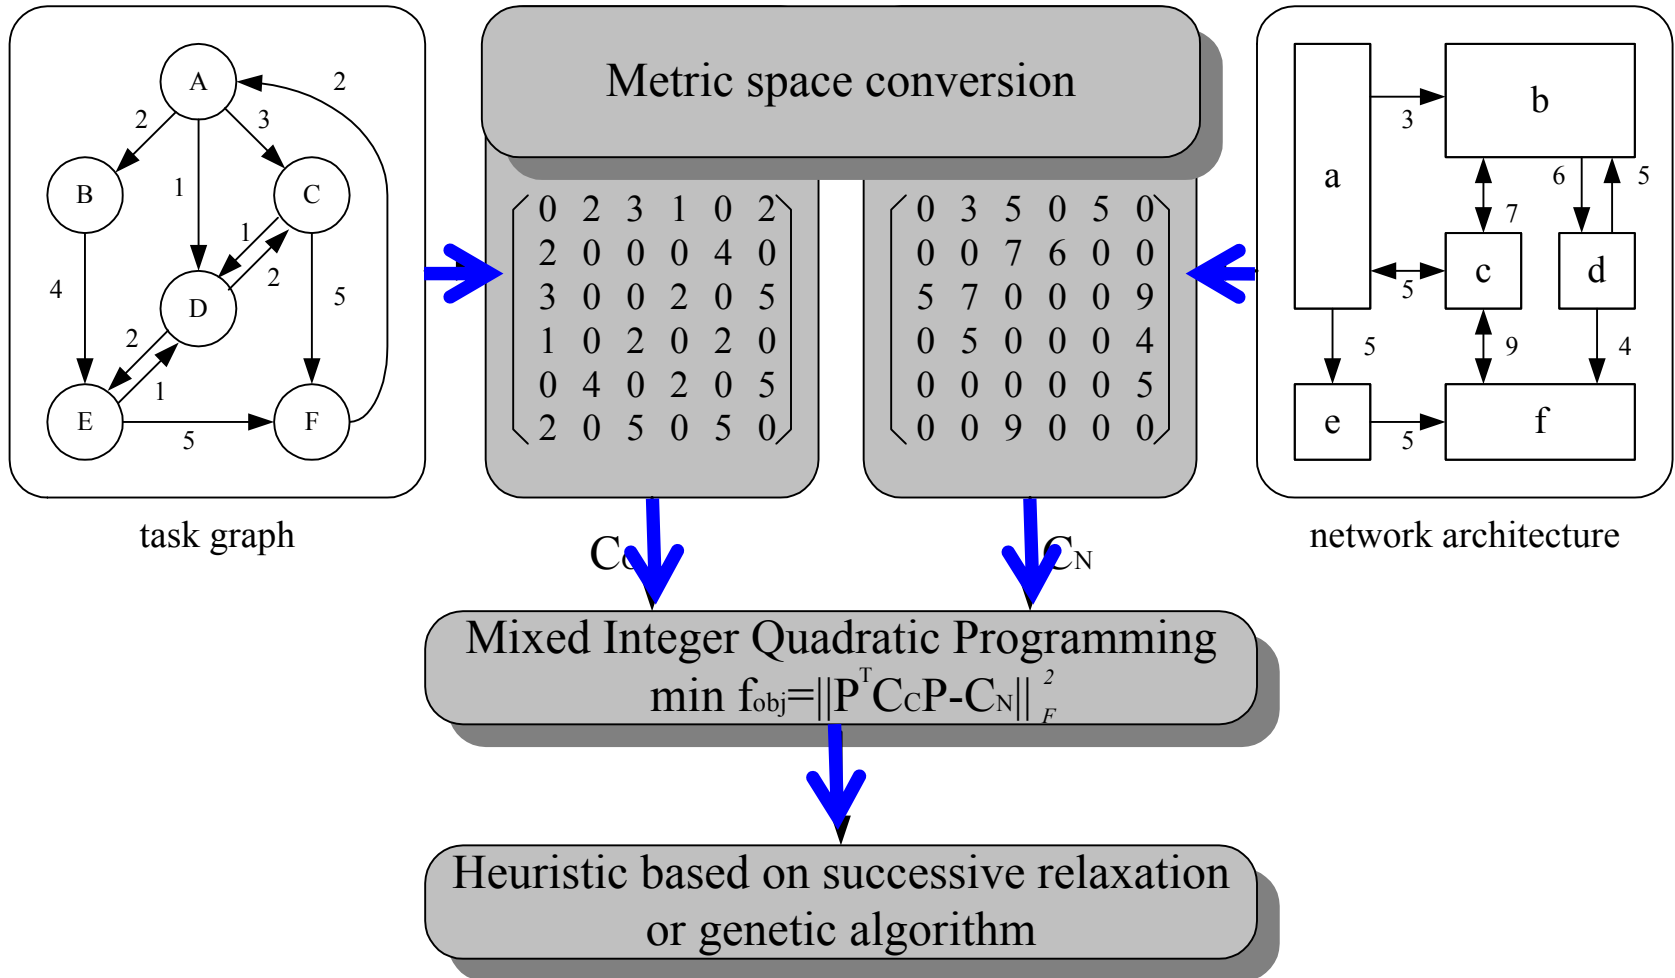 A
2
2
3
B
1
C
1
2
4
5
D
2
1
E
5
F
task graph
Metric space conversion
0 2 3 1 0 2
2 0 0 0 4 0
3 0 0 2 0 5
1 0 2 0 2 0
0 4 0 2 0 5
2 0 5 0 5 0
0 3 5 0 5 0
0 0 7 6 0 0
5 7 0 0 0 9
0 5 0 0 0 4
0 0 0 0 0 5
0 0 9 0 0 0
a
3
b
6
5
7
c
d
5
5
9
4
e
5
f
network architecture
C
CN
Mixed Integer Quadratic Programming
min fobj=||PᵀCCP-CN||²F
Heuristic based on successive relaxation
or genetic algorithm